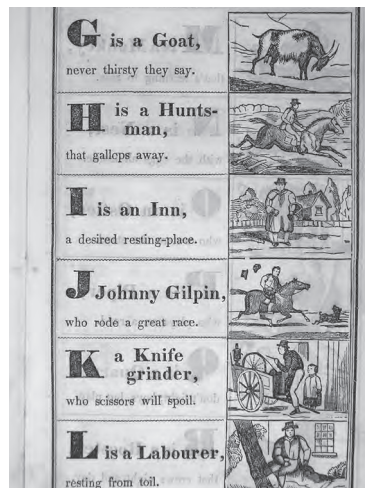 G is a Goat,
never thirsty they say.
H is a Hunts-
man,
that gallops away.
I is an Inn,
a desired resting-place.
J Johnny Gilpin,
who rode a great race.
K a Knife
grinder,
who scissors will spoil.
L is a Labourer,
resting from toil.